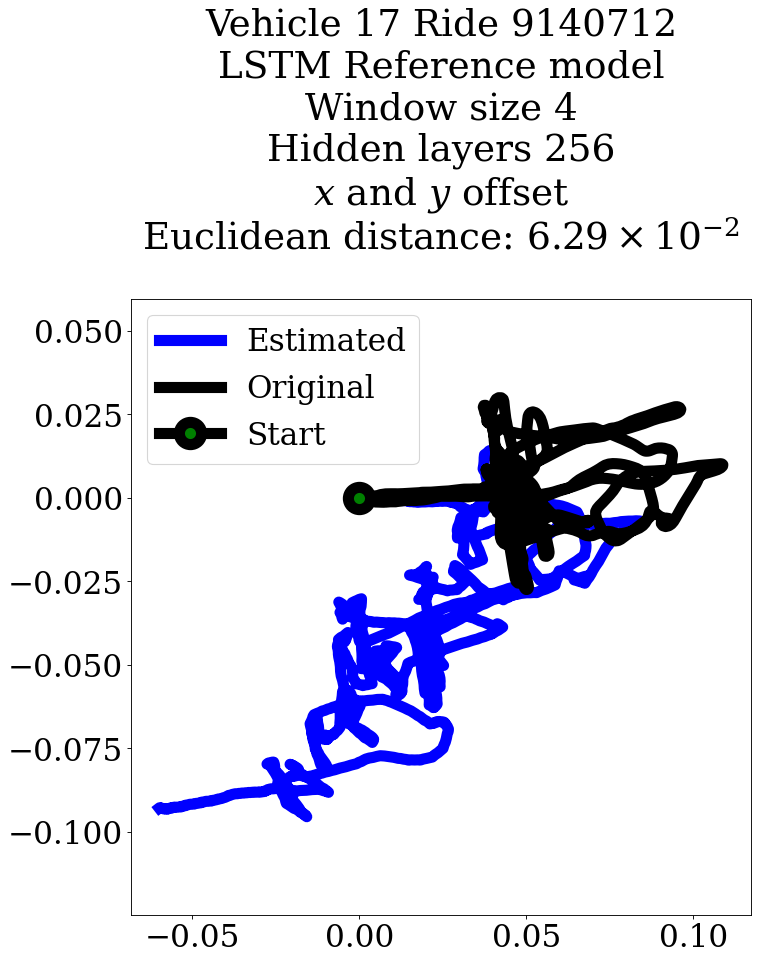 Vehicle 17 Ride 9140712
LSTM Reference model
Window size 4
Hidden layers 256
x and y offset
Euclidean distance: 6.29 × 10⁻²
Estimated
Original
Start
0.050
0.025
0.000
−0.025
−0.050
−0.075
−0.100
−0.05 0.00 0.05 0.10